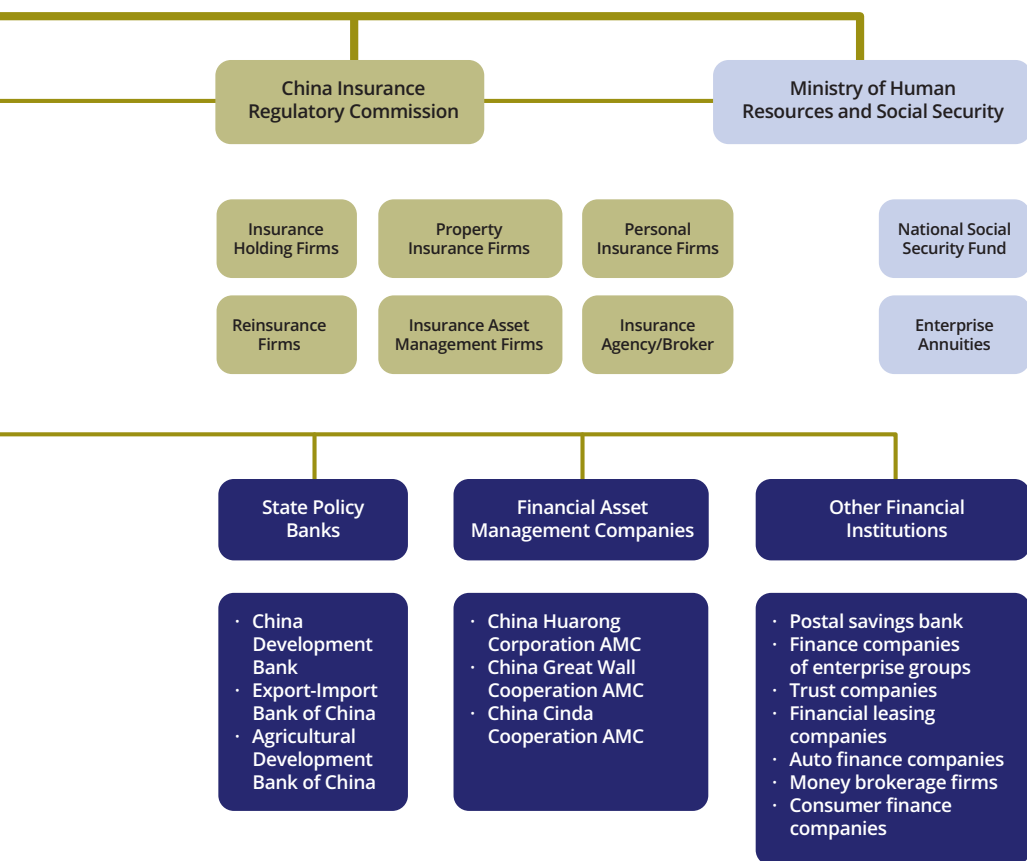 China Insurance
Regulatory Commission
Ministry of Human
Resources and Social Security
Insurance
Holding Firms
Property
Insurance Firms
Personal
Insurance Firms
National Social
Security Fund
Reinsurance
Firms
Insurance Asset
Management Firms
Insurance
Agency/Broker
Enterprise
Annuities
State Policy
Banks
Financial Asset
Management Companies
Other Financial
Institutions
· China
Development
Bank
· Export-Import
Bank of China
· Agricultural
Development
Bank of China
· China Huarong
Corporation AMC
· China Great Wall
Cooperation AMC
· China Cinda
Cooperation AMC
· Postal savings bank
· Finance companies
of enterprise groups
· Trust companies
· Financial leasing
companies
· Auto finance companies
· Money brokerage firms
· Consumer finance
companies